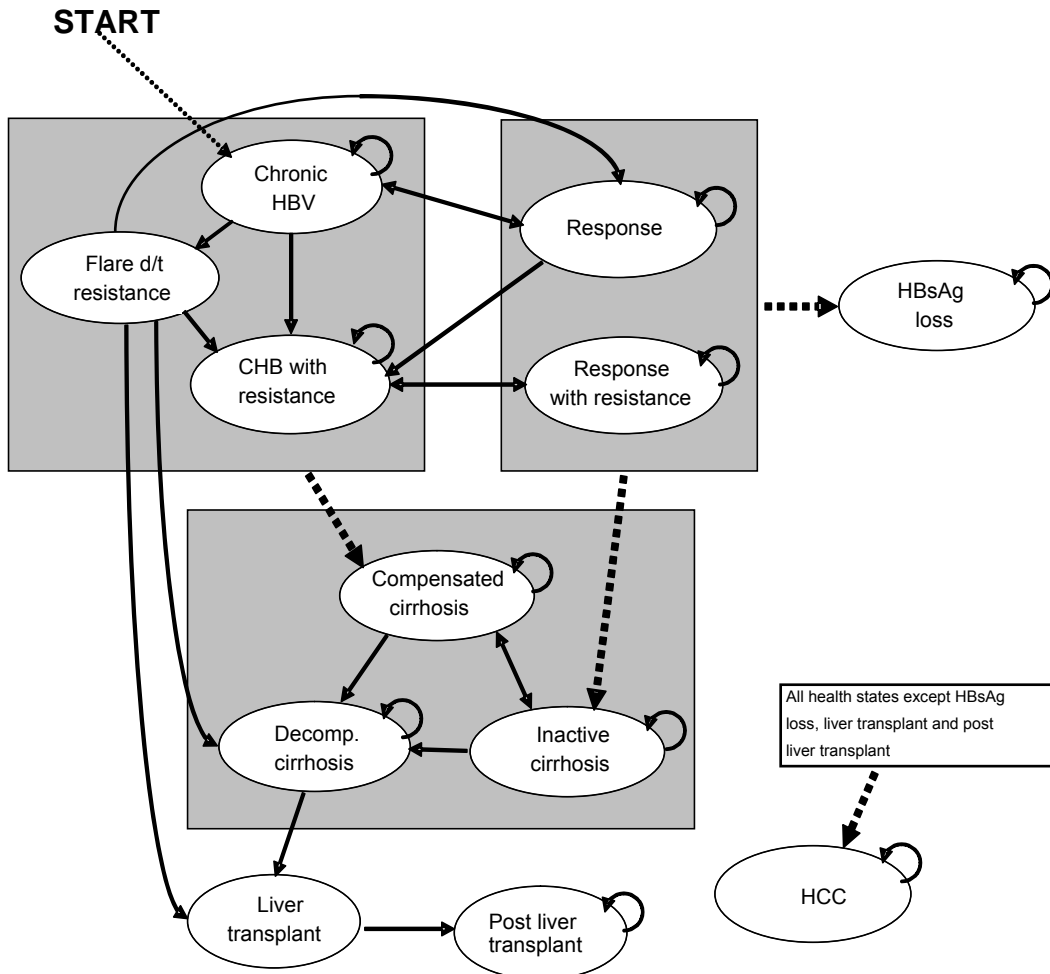 START
Chronic
HBV
Response
Flare d/t
resistance
HBsAg
loss
CHB with
resistance
Response
with resistance
Compensated
cirrhosis
Decomp.
cirrhosis
Inactive
cirrhosis
All health states except HBsAg
loss, liver transplant and post
liver transplant
Liver
transplant
Post liver
transplant
HCC